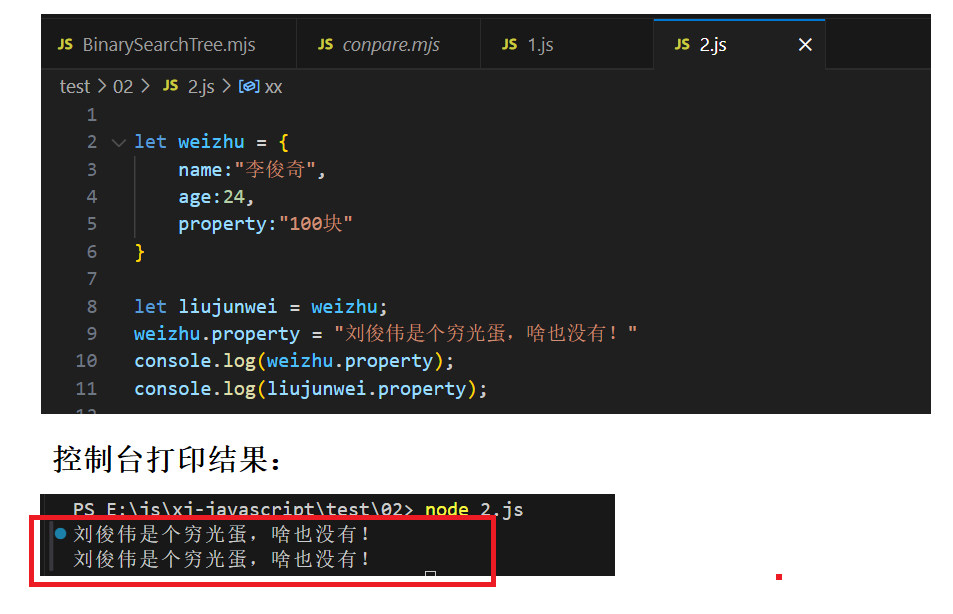 JS BinarySearchTree.mjs JS conpare.mjs JS 1.js JS 2.js ×
test > 02 > JS 2.js > xx
1
2 let weizhu = {
3 name:"李俊奇",
4 age:24,
5 property:"100块"
6 }
7
8 let liujunwei = weizhu;
9 weizhu.property = "刘俊伟是个穷光蛋，啥也没有！"
10 console.log(weizhu.property);
11 console.log(liujunwei.property);
12
控制台打印结果：
PS E:\js\xj-javascript\test\02> node 2.js
刘俊伟是个穷光蛋，啥也没有！
刘俊伟是个穷光蛋，啥也没有！